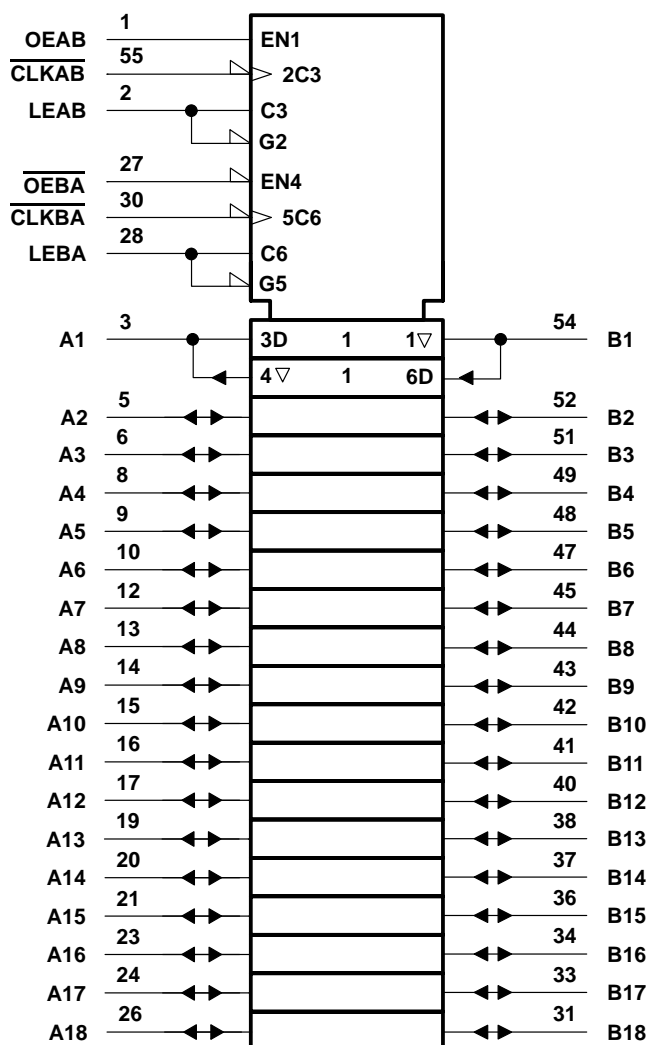 OEAB 1 EN1
CLKAB 55 2C3
LEAB 2 C3
G2
OEBA 27 EN4
CLKBA 30 5C6
LEBA 28 C6
G5
A1 3 3D 1 1▽ 54 B1
4▽ 1 6D
A2 5 52 B2
A3 6 51 B3
A4 8 49 B4
A5 9 48 B5
A6 10 47 B6
A7 12 45 B7
A8 13 44 B8
A9 14 43 B9
A10 15 42 B10
A11 16 41 B11
A12 17 40 B12
A13 19 38 B13
A14 20 37 B14
A15 21 36 B15
A16 23 34 B16
A17 24 33 B17
A18 26 31 B18